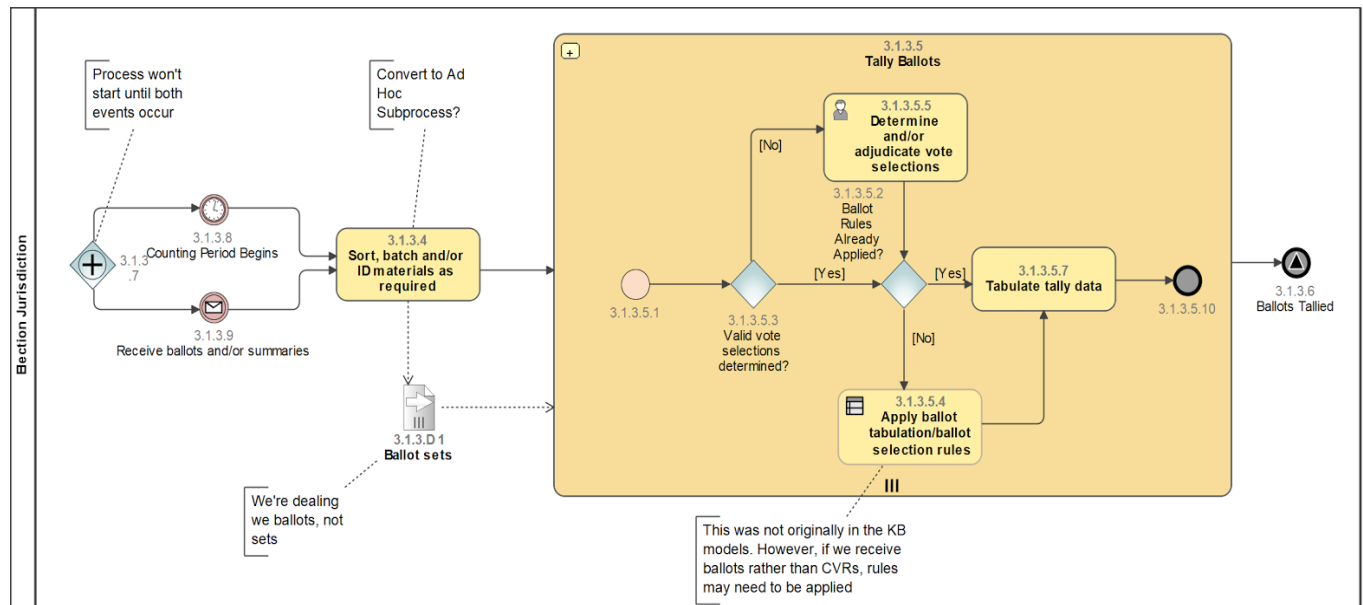 Bection Jurisdiction
Process won't
start until both
events occur
Convert to Ad
Hoc
Subprocess?
3.1.3
.7
3.1.3.8
Counting Period Begins
3.1.3.9
Receive ballots and/or summaries
3.1.3.4
Sort, batch and/or
ID materials as
required
3.1.3.D 1
Ballot sets
We're dealing
we ballots, not
sets
3.1.3.5
Tally Ballots
3.1.3.5.1
3.1.3.5.3
Valid vote
selections
determined?
[No]
[Yes]
3.1.3.5.5
Determine
and/or
adjudicate vote
selections
3.1.3.5.2
Ballot
Rules
Already
Applied?
[Yes]
[No]
3.1.3.5.4
Apply ballot
tabulation/ballot
selection rules
3.1.3.5.7
Tabulate tally data
3.1.3.5.10
This was not originally in the KB
models. However, if we receive
ballots rather than CVRs, rules
may need to be applied
3.1.3.6
Ballots Tallied